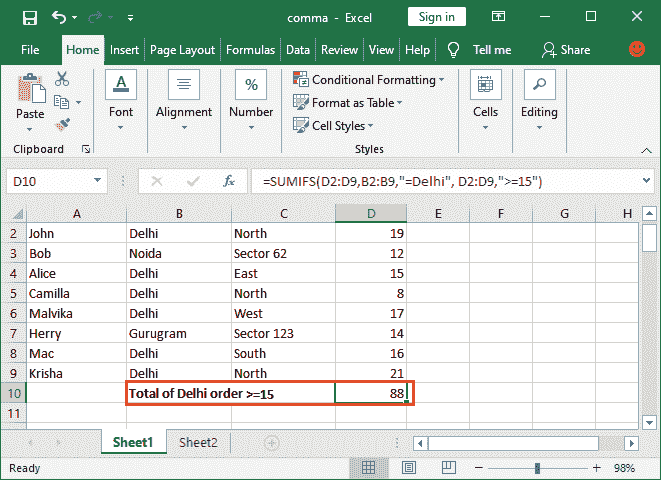 comma - Excel
Sign in
File Home Insert Page Layout Formulas Data Review View Help Tell me Share
Paste
Clipboard
Font
Alignment
%
Number
Conditional Formatting
Format as Table
Cell Styles
Styles
Cells
Editing
D10 fx =SUMIFS(D2:D9,B2:B9,"=Delhi", D2:D9,">=15")
A B C D E F G H
2 John Delhi North 19
3 Bob Noida Sector 62 12
4 Alice Delhi East 15
5 Camilla Delhi North 8
6 Malvika Delhi West 17
7 Herry Gurugram Sector 123 14
8 Mac Delhi South 16
9 Krisha Delhi North 21
10 Total of Delhi order >=15 88
11
Sheet1 Sheet2
Ready 98%